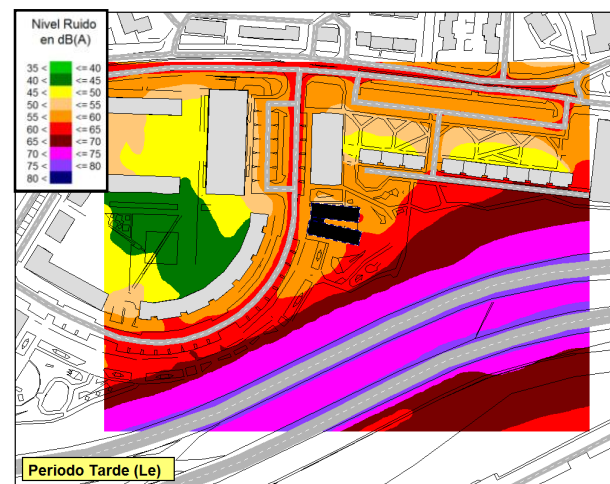 Nivel Ruido
en dB(A)
35 < <= 40
40 < <= 45
45 < <= 50
50 < <= 55
55 < <= 60
60 < <= 65
65 < <= 70
70 < <= 75
75 < <= 80
80 <
Periodo Tarde (Le)